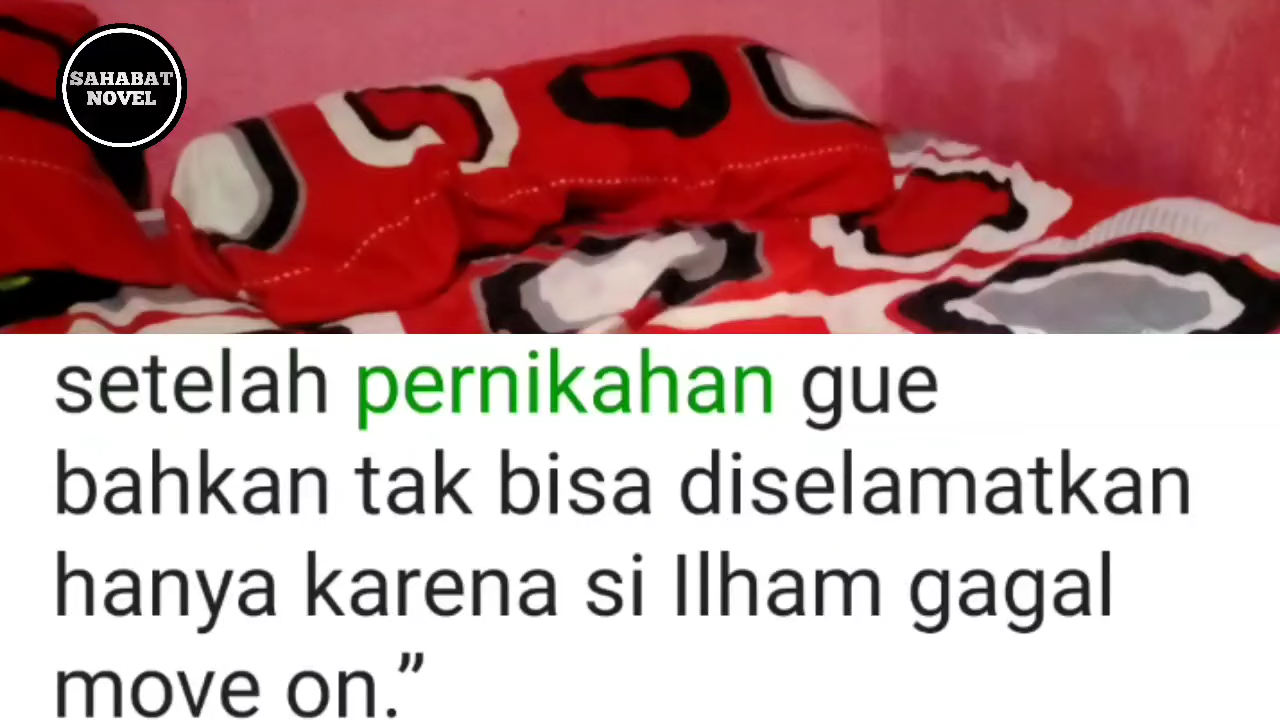 SAHABAT
NOVEL
setelah pernikahan gue
bahkan tak bisa diselamatkan
hanya karena si Ilham gagal
move on.”